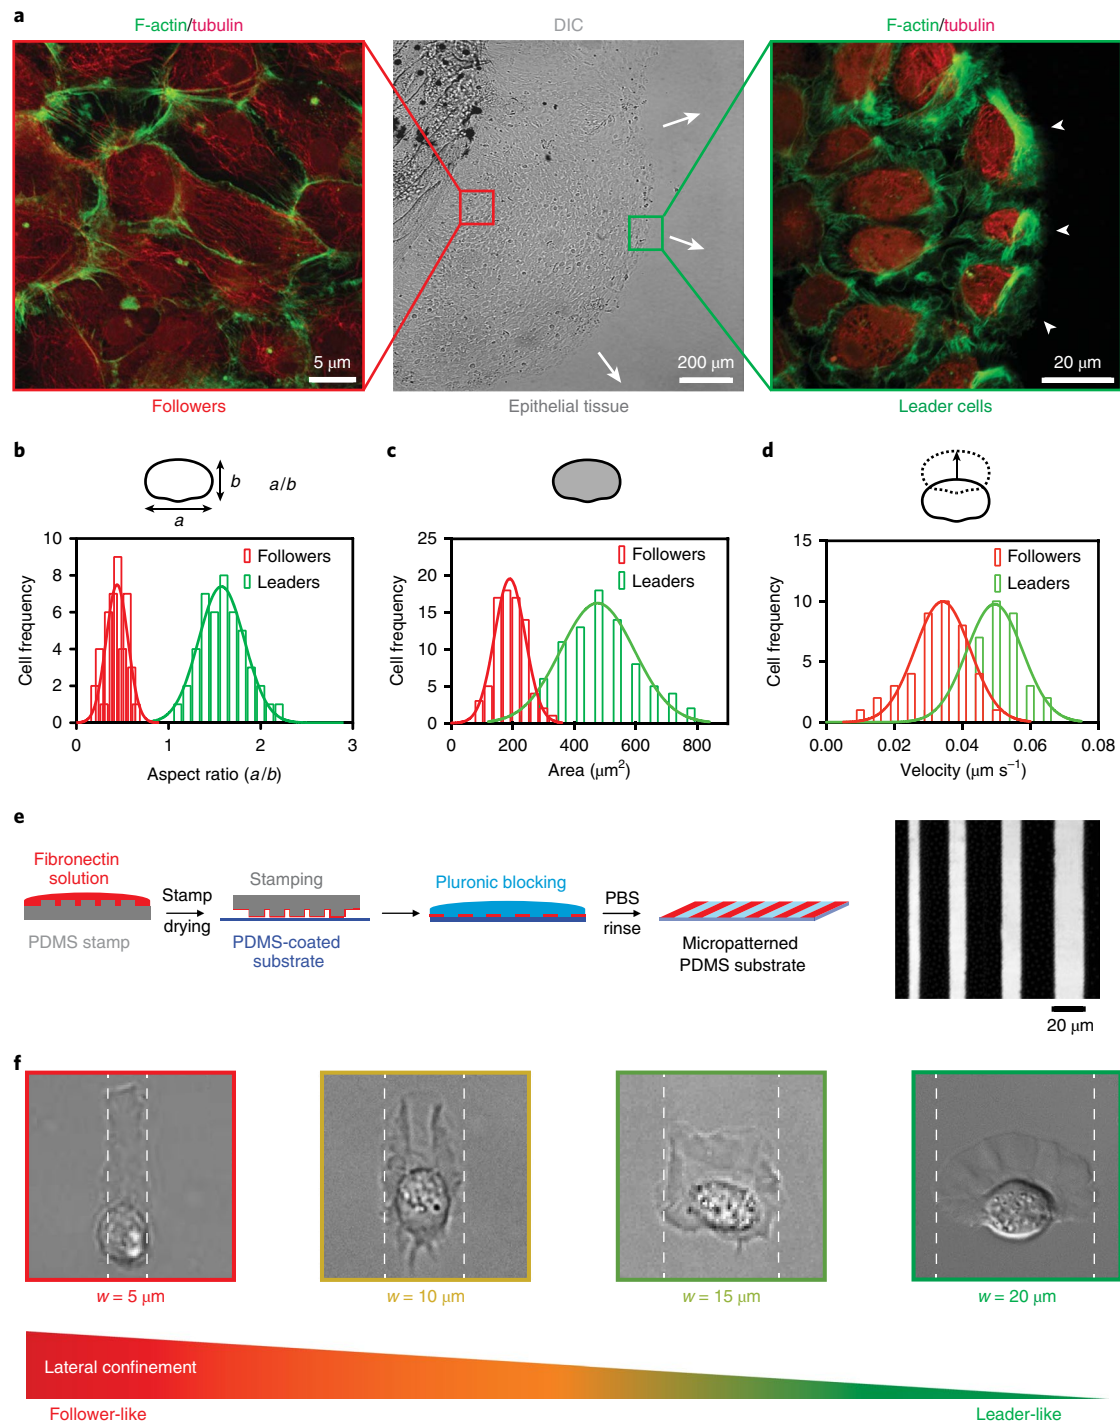 a
F-actin/tubulin
DIC
F-actin/tubulin
5 μm
200 μm
20 μm
Followers
Epithelial tissue
Leader cells
b
b
a/b
a
10
8
6
4
2
0
Cell frequency
Followers
Leaders
0
1
2
3
Aspect ratio (a/b)
c
25
20
15
10
5
0
Cell frequency
Followers
Leaders
0
200
400
600
800
Area (μm²)
d
15
10
5
0
Cell frequency
Followers
Leaders
0.00
0.02
0.04
0.06
0.08
Velocity (μm s⁻¹)
e
Fibronectin
solution
PDMS stamp
Stamp
drying
Stamping
PDMS-coated
substrate
Pluronic blocking
PBS
rinse
Micropatterned
PDMS substrate
20 μm
f
w = 5 μm
w = 10 μm
w = 15 μm
w = 20 μm
Lateral confinement
Follower-like
Leader-like